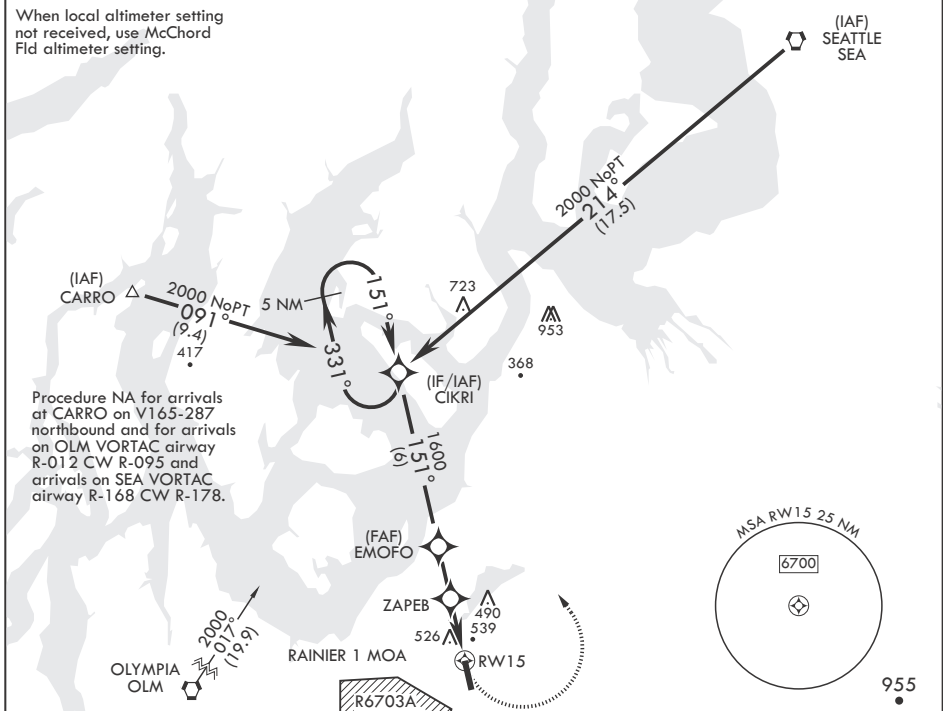 When local altimeter setting
not received, use McChord
Fld altimeter setting.
(IAF)
SEATTLE
SEA
2000 NoPT
214°
(17.5)
(IAF)
CARRO
2000 NoPT
091°
(9.4)
417
5 NM
151°
331°
723
953
368
(IF/IAF)
CIKRI
Procedure NA for arrivals
at CARRO on V165-287
northbound and for arrivals
on OLM VORTAC airway
R-012 CW R-095 and
arrivals on SEA VORTAC
airway R-168 CW R-178.
1600
151°
(6)
(FAF)
EMOFO
MSA RW15 25 NM
6700
ZAPEB
490
539
526
RW15
2000
017°
(19.9)
OLYMPIA
OLM
RAINIER 1 MOA
R6703A
955